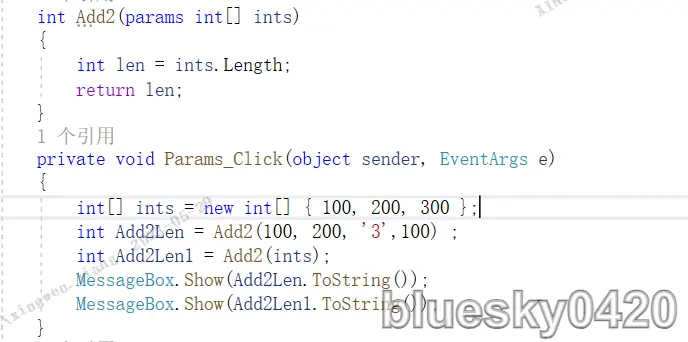 int Add2(params int[] ints)
{
int len = ints.Length;
return len;
}
1 个引用
private void Params_Click(object sender, EventArgs e)
{
int[] ints = new int[] { 100, 200, 300 };
int Add2Len = Add2(100, 200, '3',100) ;
int Add2Len1 = Add2(ints);
MessageBox.Show(Add2Len.ToString());
MessageBox.Show(Add2Len1.ToString());
}
bluesky0420